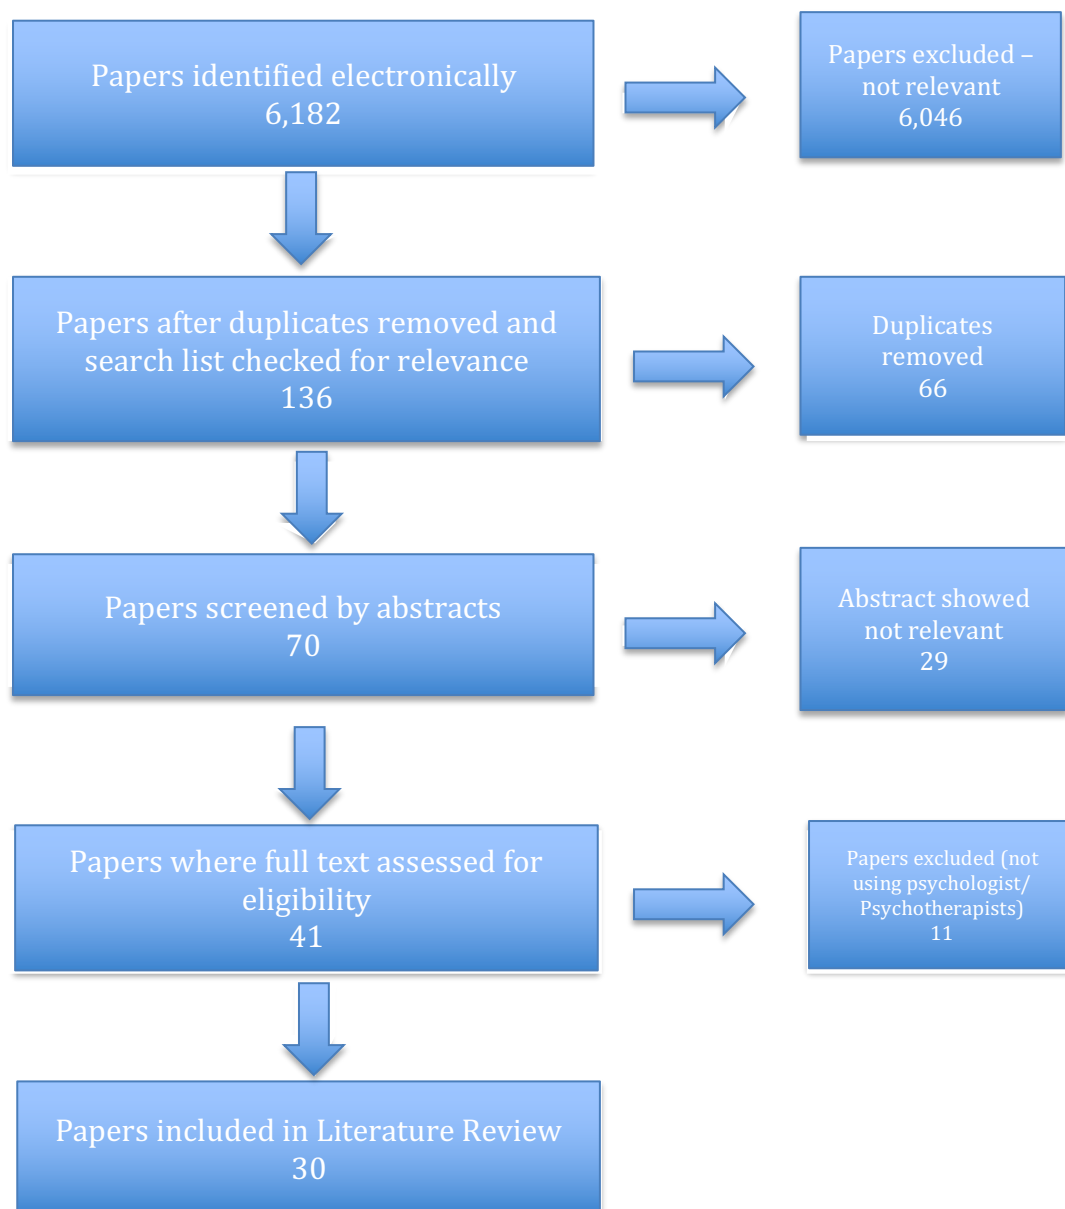 Papers identified electronically
6,182
Papers excluded –
not relevant
6,046
Papers after duplicates removed and
search list checked for relevance
136
Duplicates
removed
66
Papers screened by abstracts
70
Abstract showed
not relevant
29
Papers where full text assessed for
eligibility
41
Papers excluded (not
using psychologist/
Psychotherapists)
11
Papers included in Literature Review
30